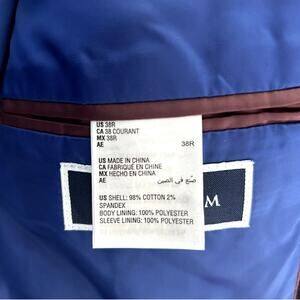 US 38R
CA 38 COURANT
MX 38R
AE 38R
US MADE IN CHINA
CA FABRIQUÉ EN CHINE
MX HECHO EN CHINA
AE صنع في الصين
US SHELL: 98% COTTON 2%
SPANDEX
BODY LINING: 100% POLYESTER
SLEEVE LINING: 100% POLYESTER
M